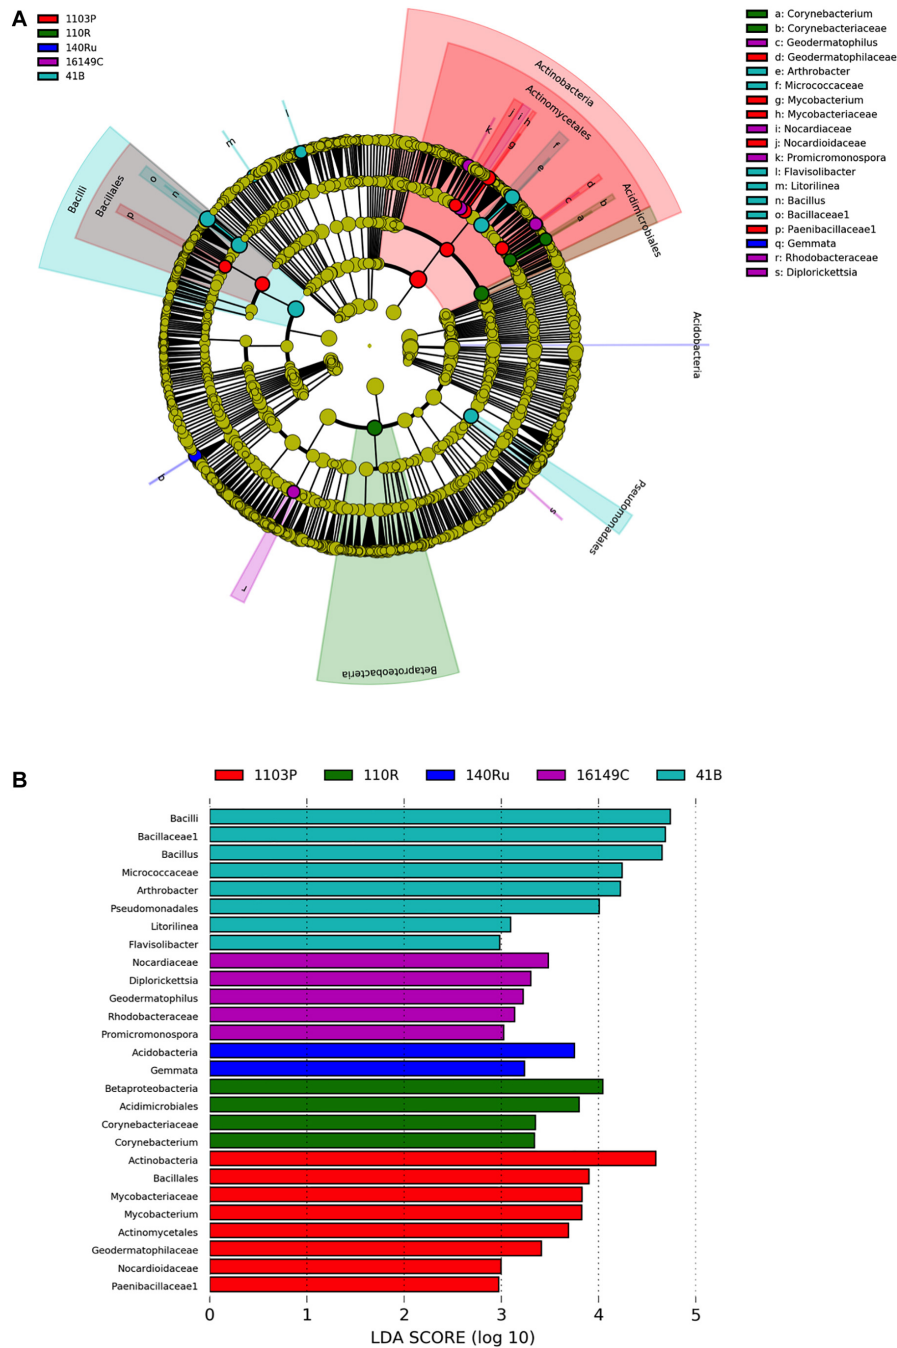 A
1103P
110R
140Ru
16149C
41B
a: Corynebacterium
b: Corynebacteriaceae
c: Geodermatophilus
d: Geodermatophilaceae
e: Arthrobacter
f: Micrococcaceae
g: Mycobacterium
h: Mycobacteriaceae
i: Nocardiaceae
j: Nocardioidaceae
k: Promicromonospora
l: Flavisolibacter
m: Litorilinea
n: Bacillus
o: Bacillaceae1
p: Paenibacillaceae1
q: Gemmata
r: Rhodobacteraceae
s: Diplorickettsia
Actinobacteria
Actinomycetales
Acidimicrobiales
Acidobacteria
Pseudomonadales
Betaproteobacteria
Bacilli
Bacillales
a
b
c
d
e
f
g
h
i
j
k
l
m
n
o
p
q
r
s
B
1103P 110R 140Ru 16149C 41B
Bacilli
Bacillaceae1
Bacillus
Micrococcaceae
Arthrobacter
Pseudomonadales
Litorilinea
Flavisolibacter
Nocardiaceae
Diplorickettsia
Geodermatophilus
Rhodobacteraceae
Promicromonospora
Acidobacteria
Gemmata
Betaproteobacteria
Acidimicrobiales
Corynebacteriaceae
Corynebacterium
Actinobacteria
Bacillales
Mycobacteriaceae
Mycobacterium
Actinomycetales
Geodermatophilaceae
Nocardioidaceae
Paenibacillaceae1
0 1 2 3 4 5
LDA SCORE (log 10)